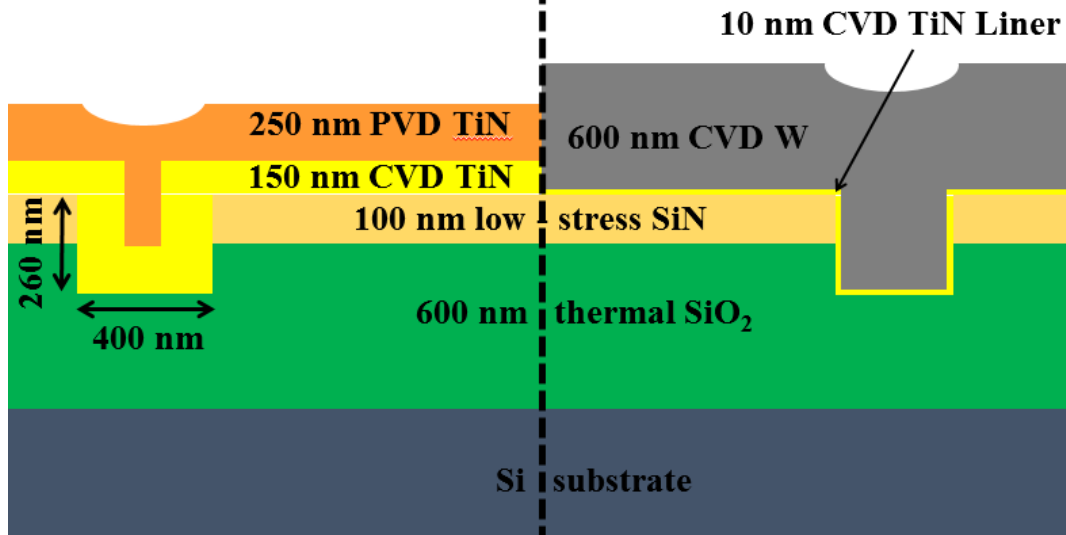 10 nm CVD TiN Liner
250 nm PVD TiN
600 nm CVD W
150 nm CVD TiN
100 nm low - stress SiN
260 nm
600 nm thermal SiO₂
400 nm
Si substrate